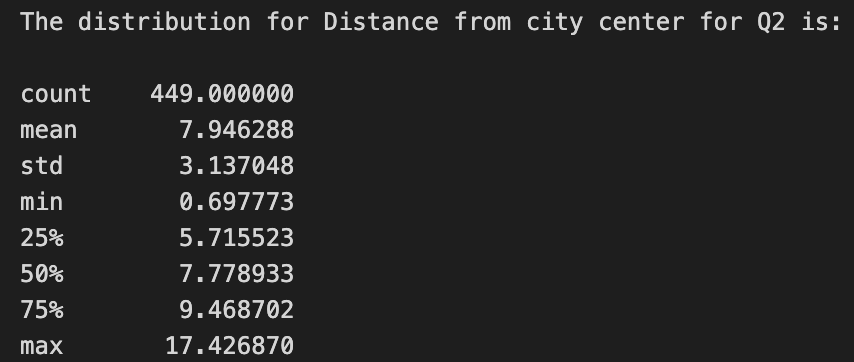 The distribution for Distance from city center for Q2 is:
count 449.000000
mean 7.946288
std 3.137048
min 0.697773
25% 5.715523
50% 7.778933
75% 9.468702
max 17.426870